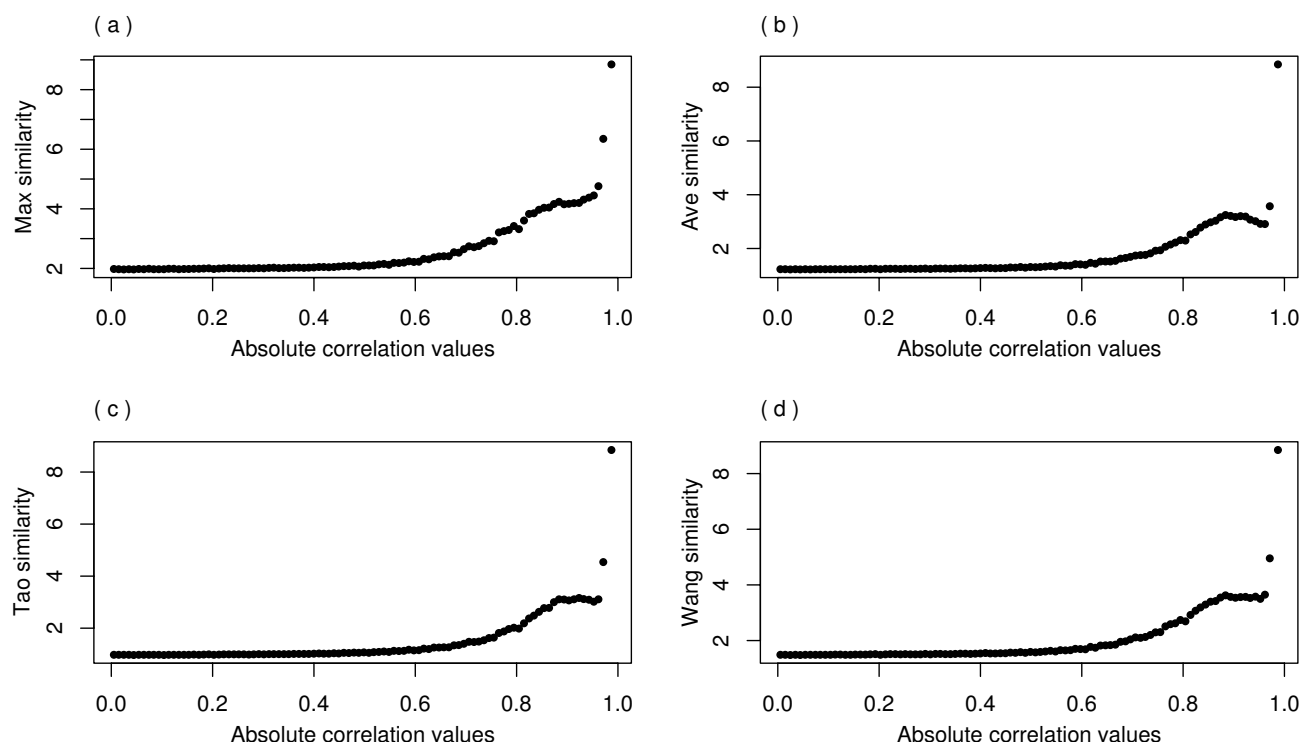 ( a )
Max similarity
8
6
4
2
0.0 0.2 0.4 0.6 0.8 1.0
Absolute correlation values
( b )
Ave similarity
8
6
4
2
0.0 0.2 0.4 0.6 0.8 1.0
Absolute correlation values
( c )
Tao similarity
8
6
4
2
0.0 0.2 0.4 0.6 0.8 1.0
Absolute correlation values
( d )
Wang similarity
8
6
4
2
0.0 0.2 0.4 0.6 0.8 1.0
Absolute correlation values